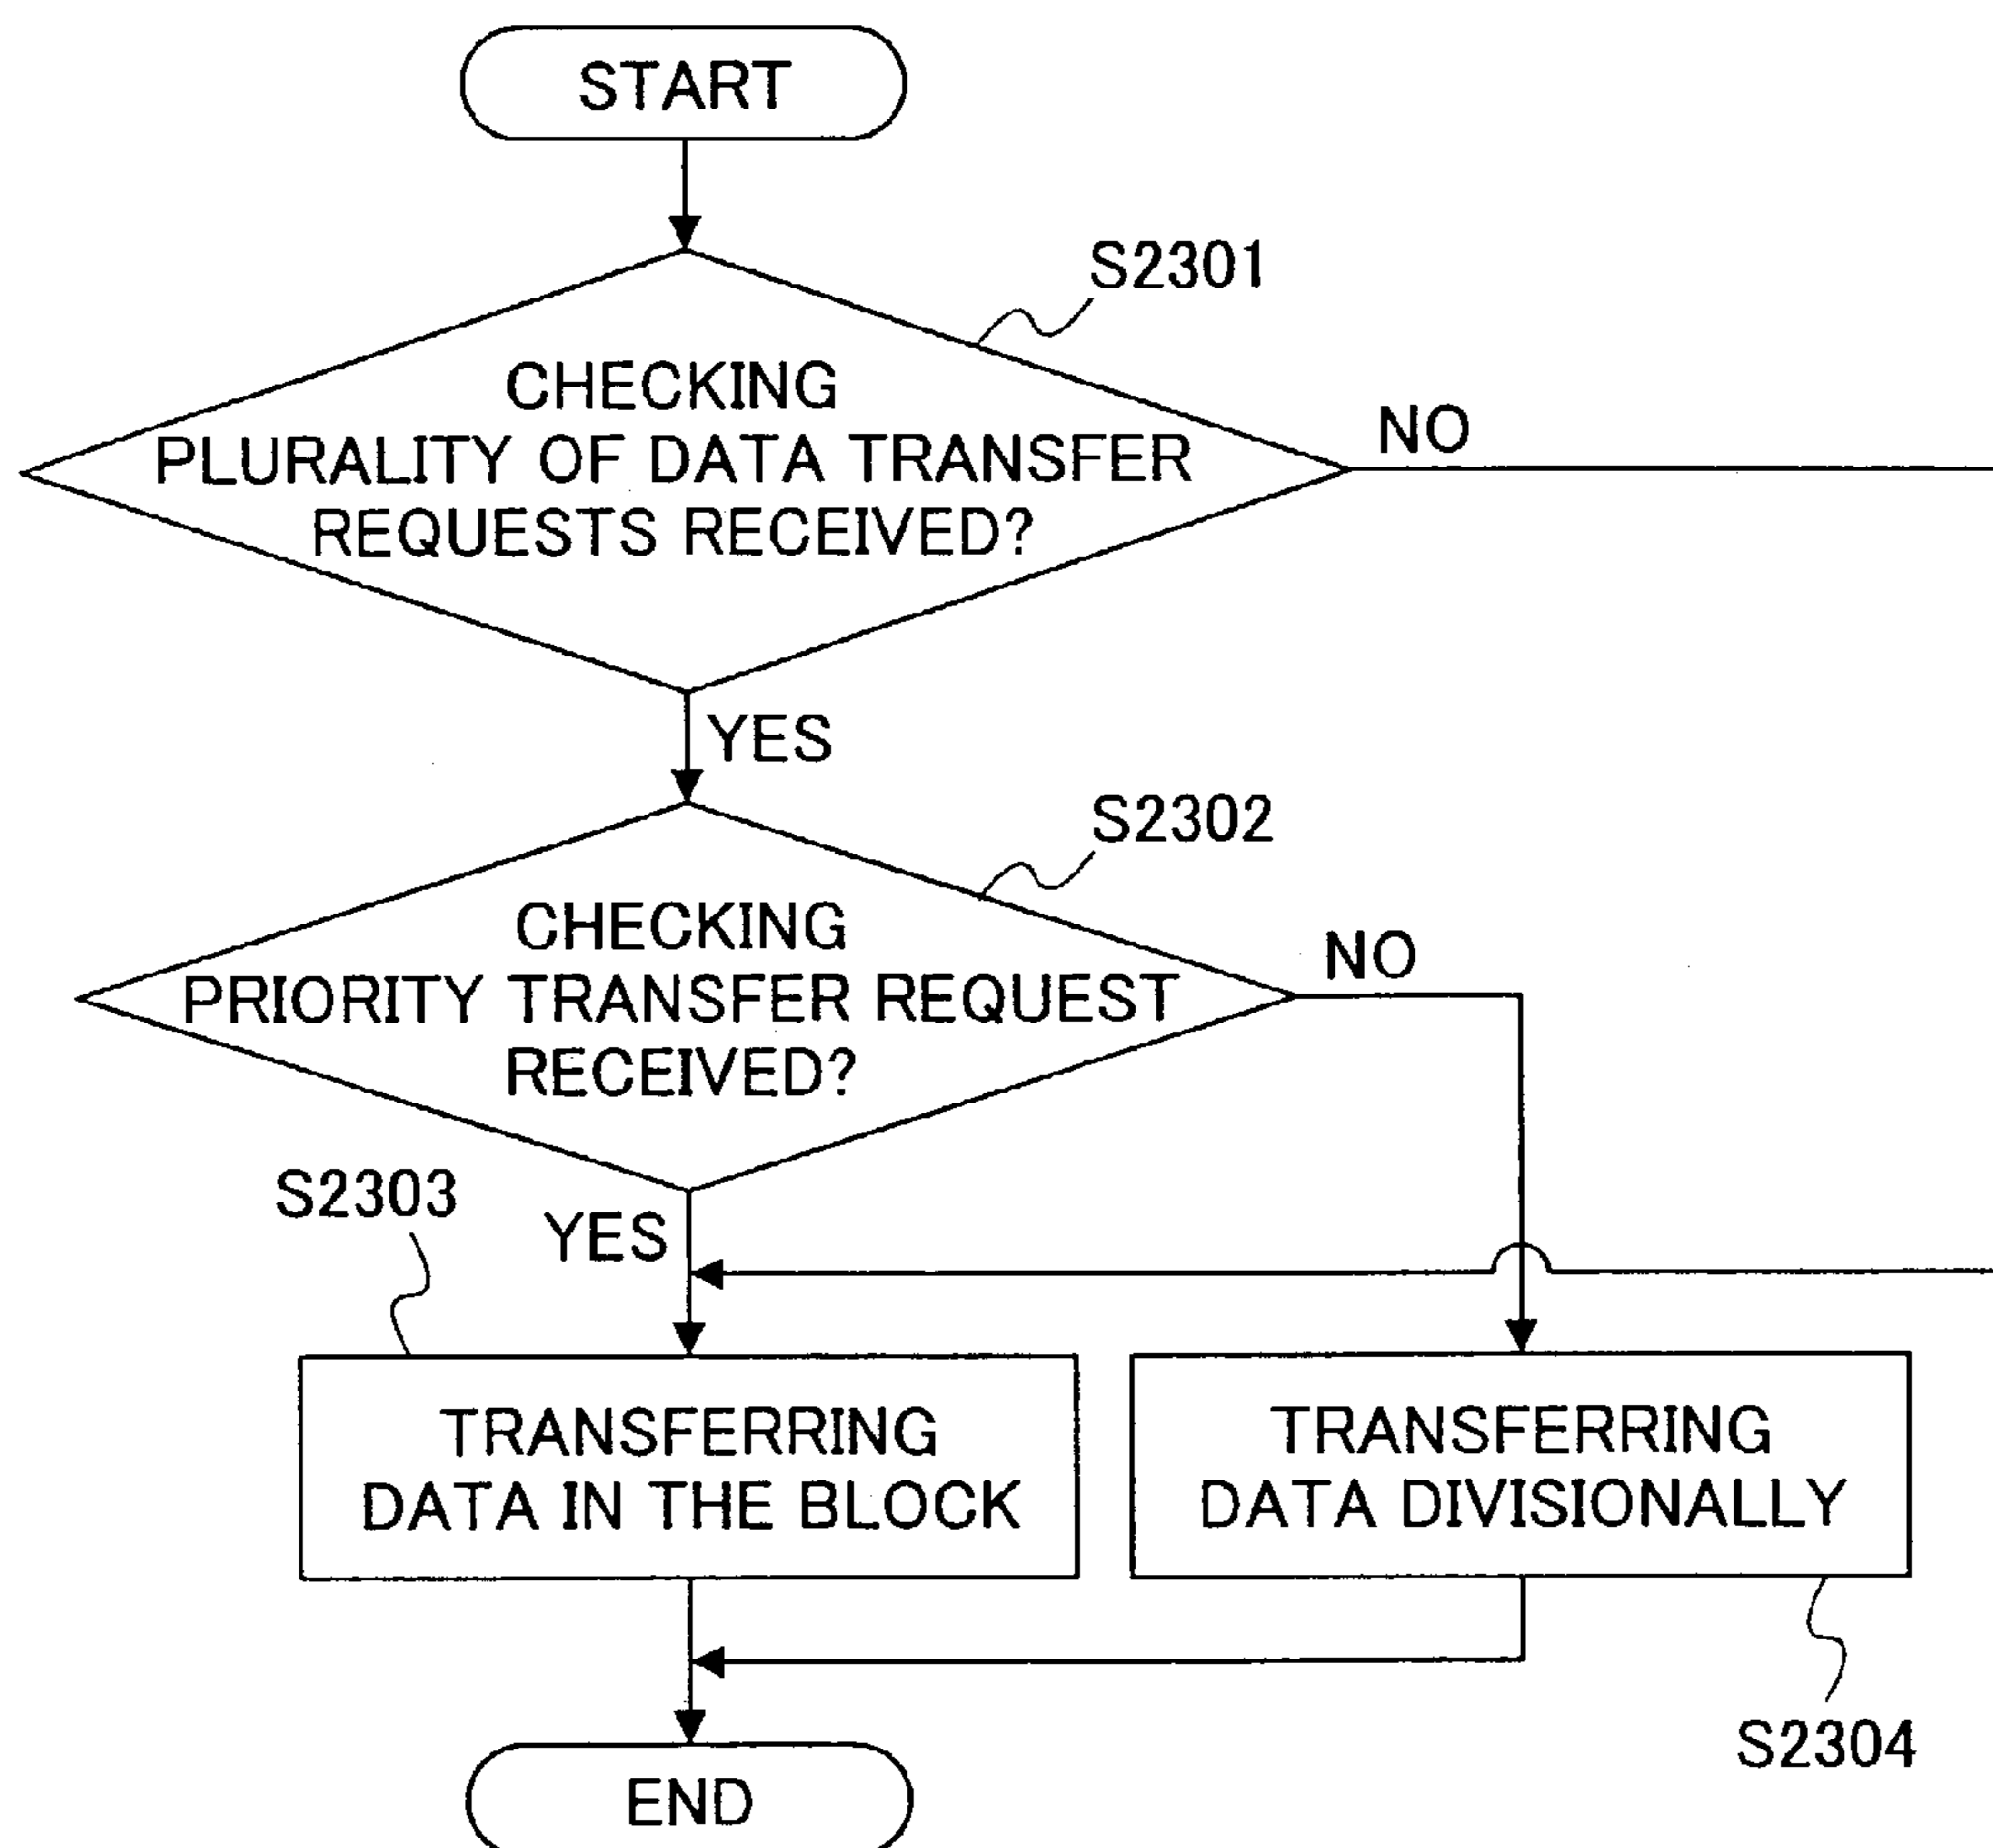 START
S2301
CHECKING
PLURALITY OF DATA TRANSFER
REQUESTS RECEIVED?
NO
YES
S2302
CHECKING
PRIORITY TRANSFER REQUEST
RECEIVED?
NO
S2303
YES
TRANSFERRING
DATA IN THE BLOCK
TRANSFERRING
DATA DIVISIONALLY
S2304
END